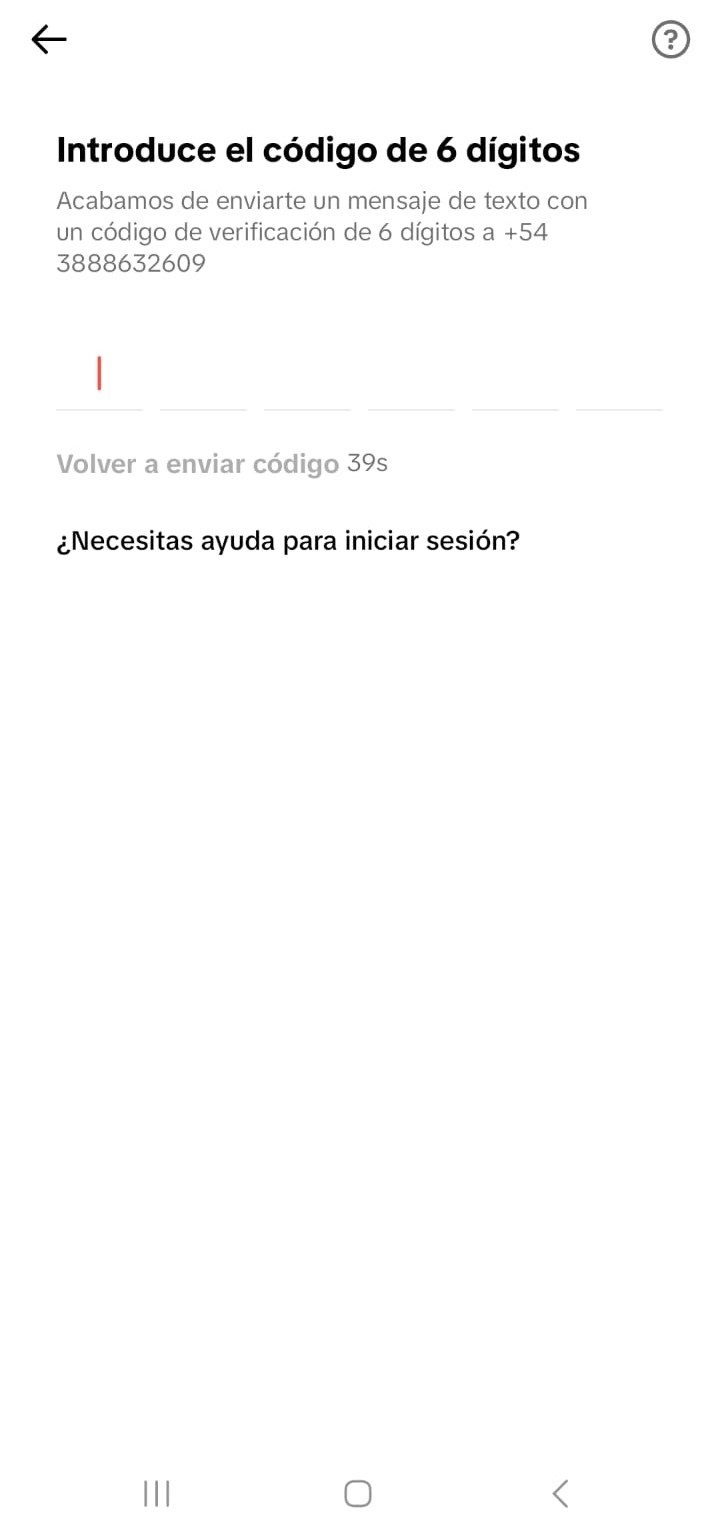 ?
Introduce el código de 6 dígitos
Acabamos de enviarte un mensaje de texto con
un código de verificación de 6 dígitos a +54
3888632609
Volver a enviar código 39s
¿Necesitas ayuda para iniciar sesión?